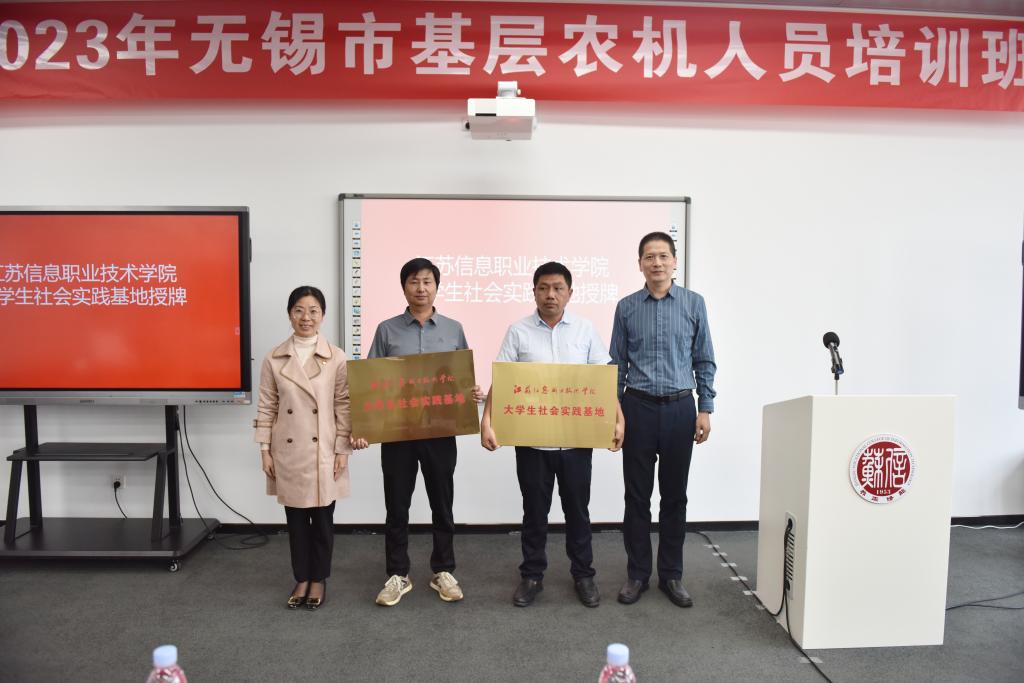 023年无锡市基层农机人员培训班
江苏信息职业技术学院
学生社会实践基地授牌
苏信息职业技术学院
学生社会实践基地授牌
大学生社会实践基地
江苏信息职业技术学院
大学生社会实践基地
蘇信
1953